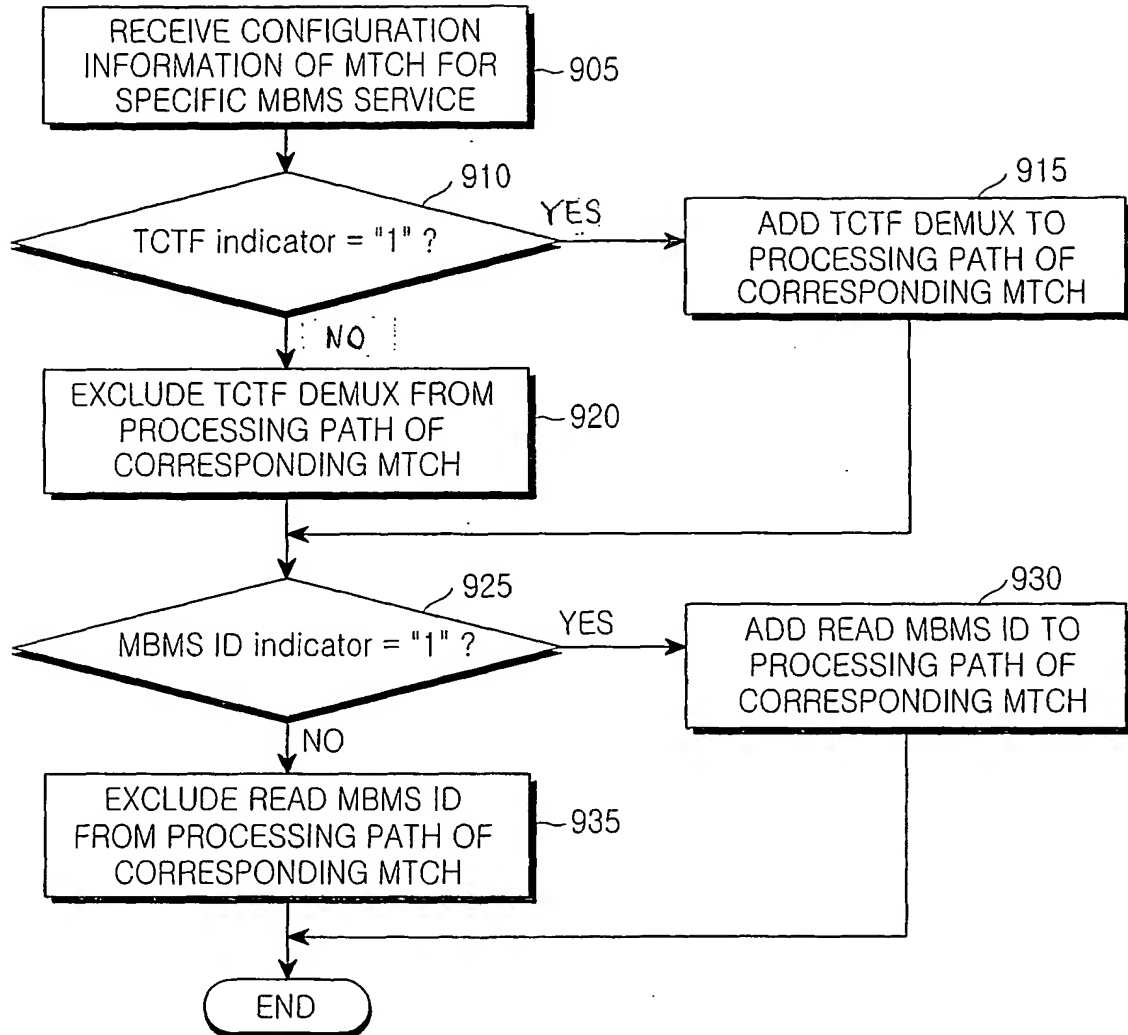 RECEIVE CONFIGURATION
INFORMATION OF MTCH FOR
SPECIFIC MBMS SERVICE
905
910
TCTF indicator = "1" ?
YES
915
ADD TCTF DEMUX TO
PROCESSING PATH OF
CORRESPONDING MTCH
NO
EXCLUDE TCTF DEMUX FROM
PROCESSING PATH OF
CORRESPONDING MTCH
920
925
MBMS ID indicator = "1" ?
YES
930
ADD READ MBMS ID TO
PROCESSING PATH OF
CORRESPONDING MTCH
NO
EXCLUDE READ MBMS ID
FROM PROCESSING PATH OF
CORRESPONDING MTCH
935
END